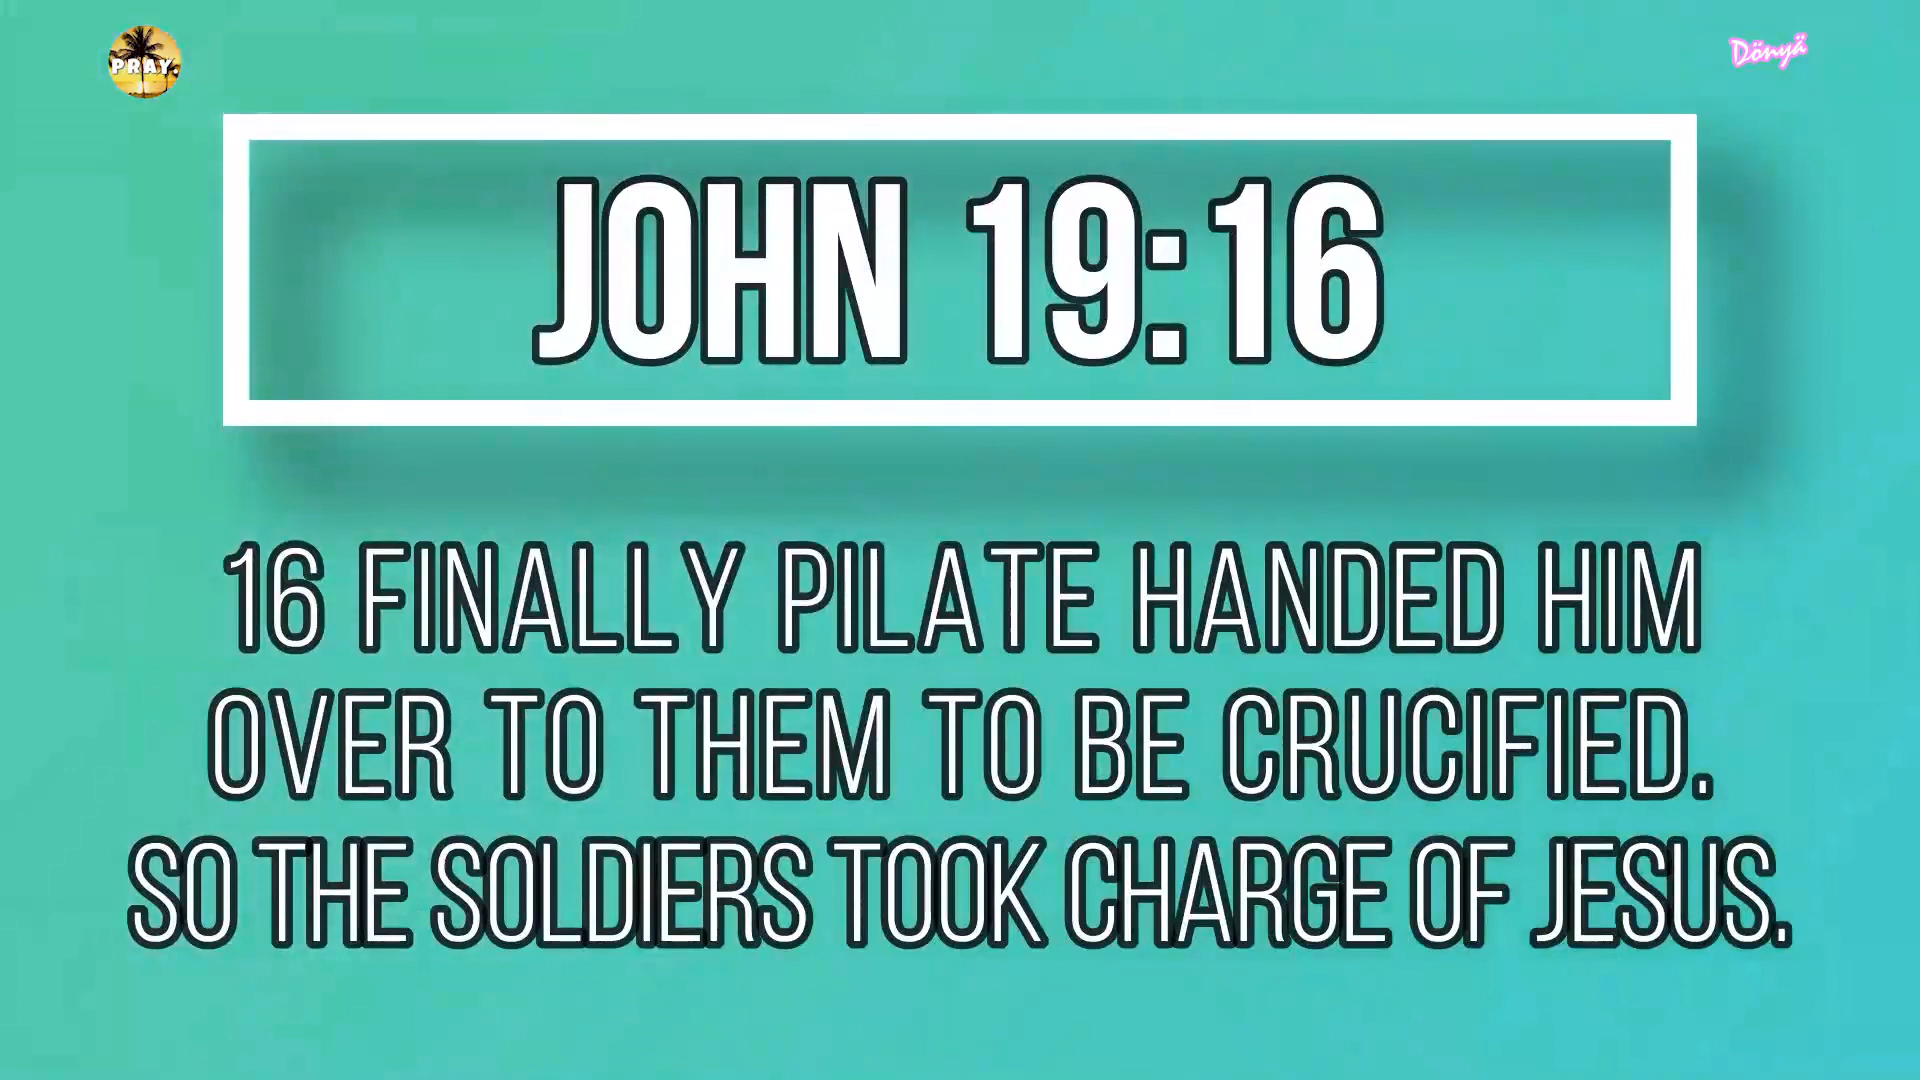 PRAY.
Dönyä
JOHN 19:16
16 FINALLY PILATE HANDED HIM
OVER TO THEM TO BE CRUCIFIED.
SO THE SOLDIERS TOOK CHARGE OF JESUS.